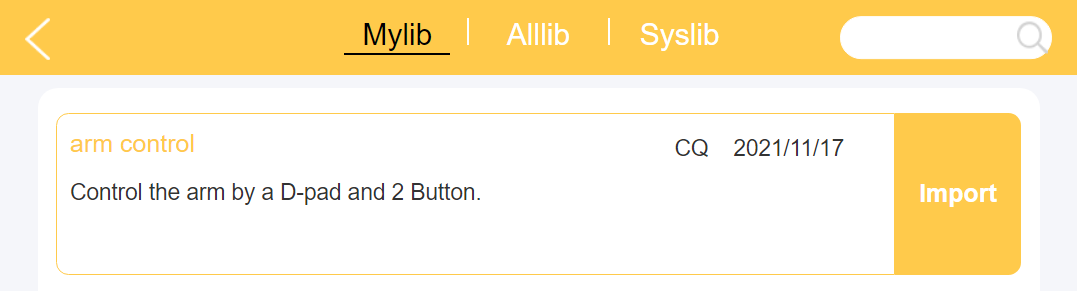 Mylib Alllib Syslib
arm control CQ 2021/11/17
Control the arm by a D-pad and 2 Button.
Import